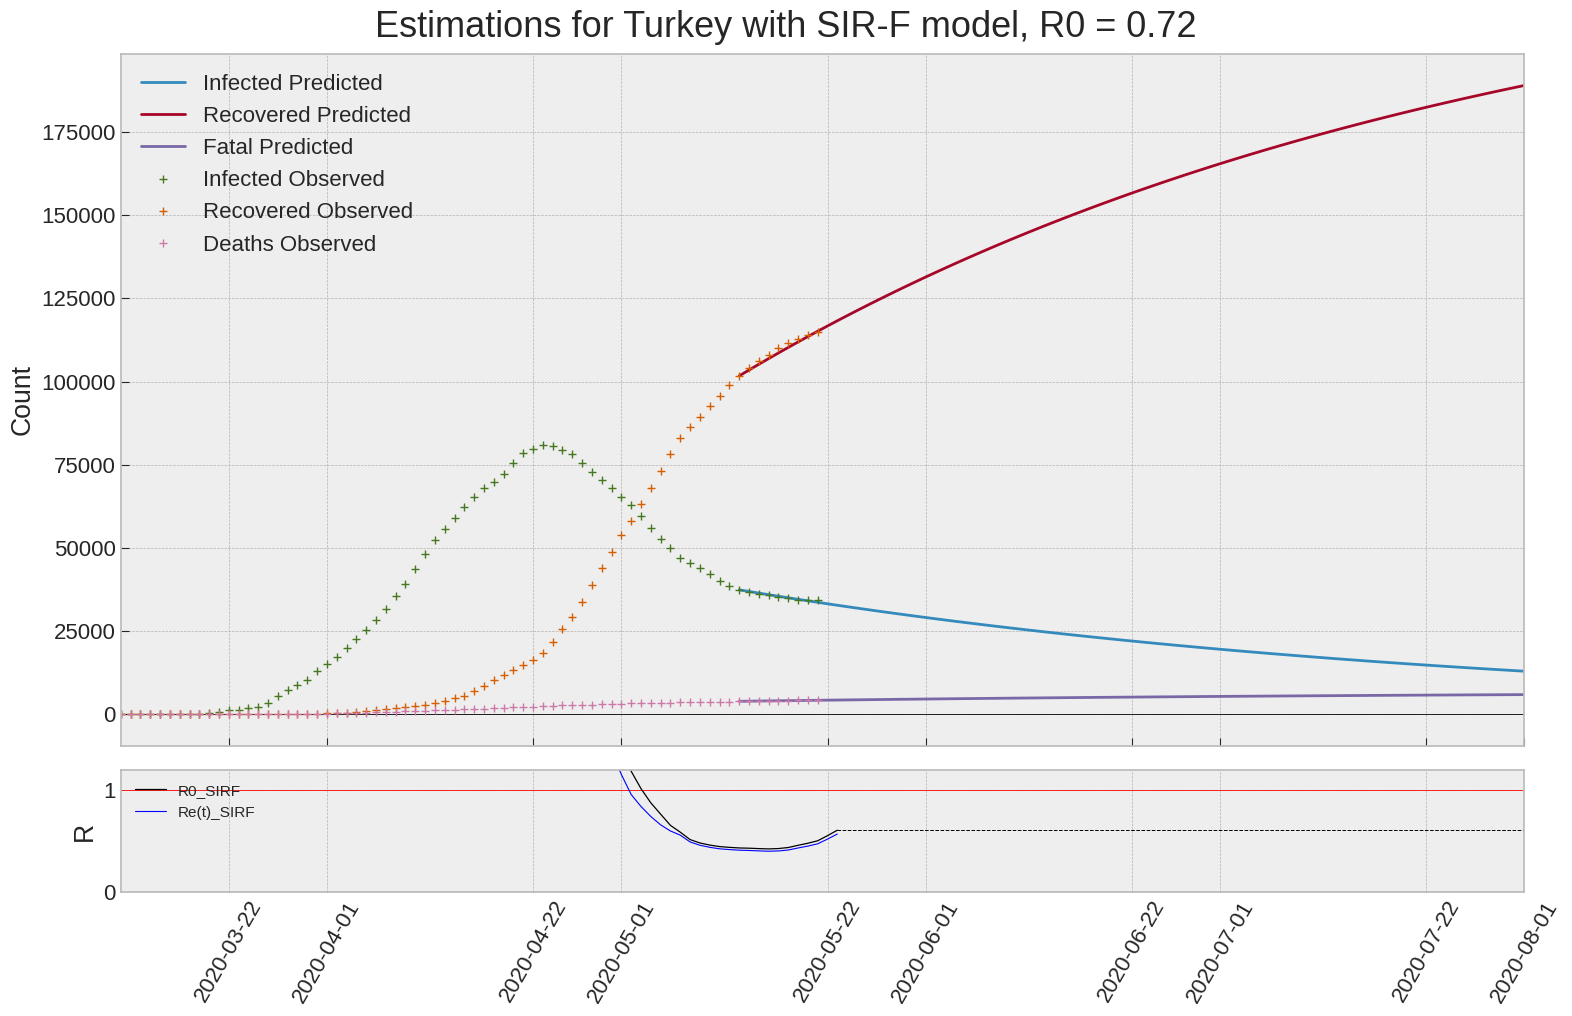 Estimations for Turkey with SIR-F model, R0 = 0.72
Infected Predicted
Recovered Predicted
Fatal Predicted
Infected Observed
Recovered Observed
Deaths Observed
175000
150000
125000
100000
75000
50000
25000
0
Count
R0_SIRF
Re(t)_SIRF
1
0
R
2020-03-22
2020-04-01
2020-04-22
2020-05-01
2020-05-22
2020-06-01
2020-06-22
2020-07-01
2020-07-22
2020-08-01